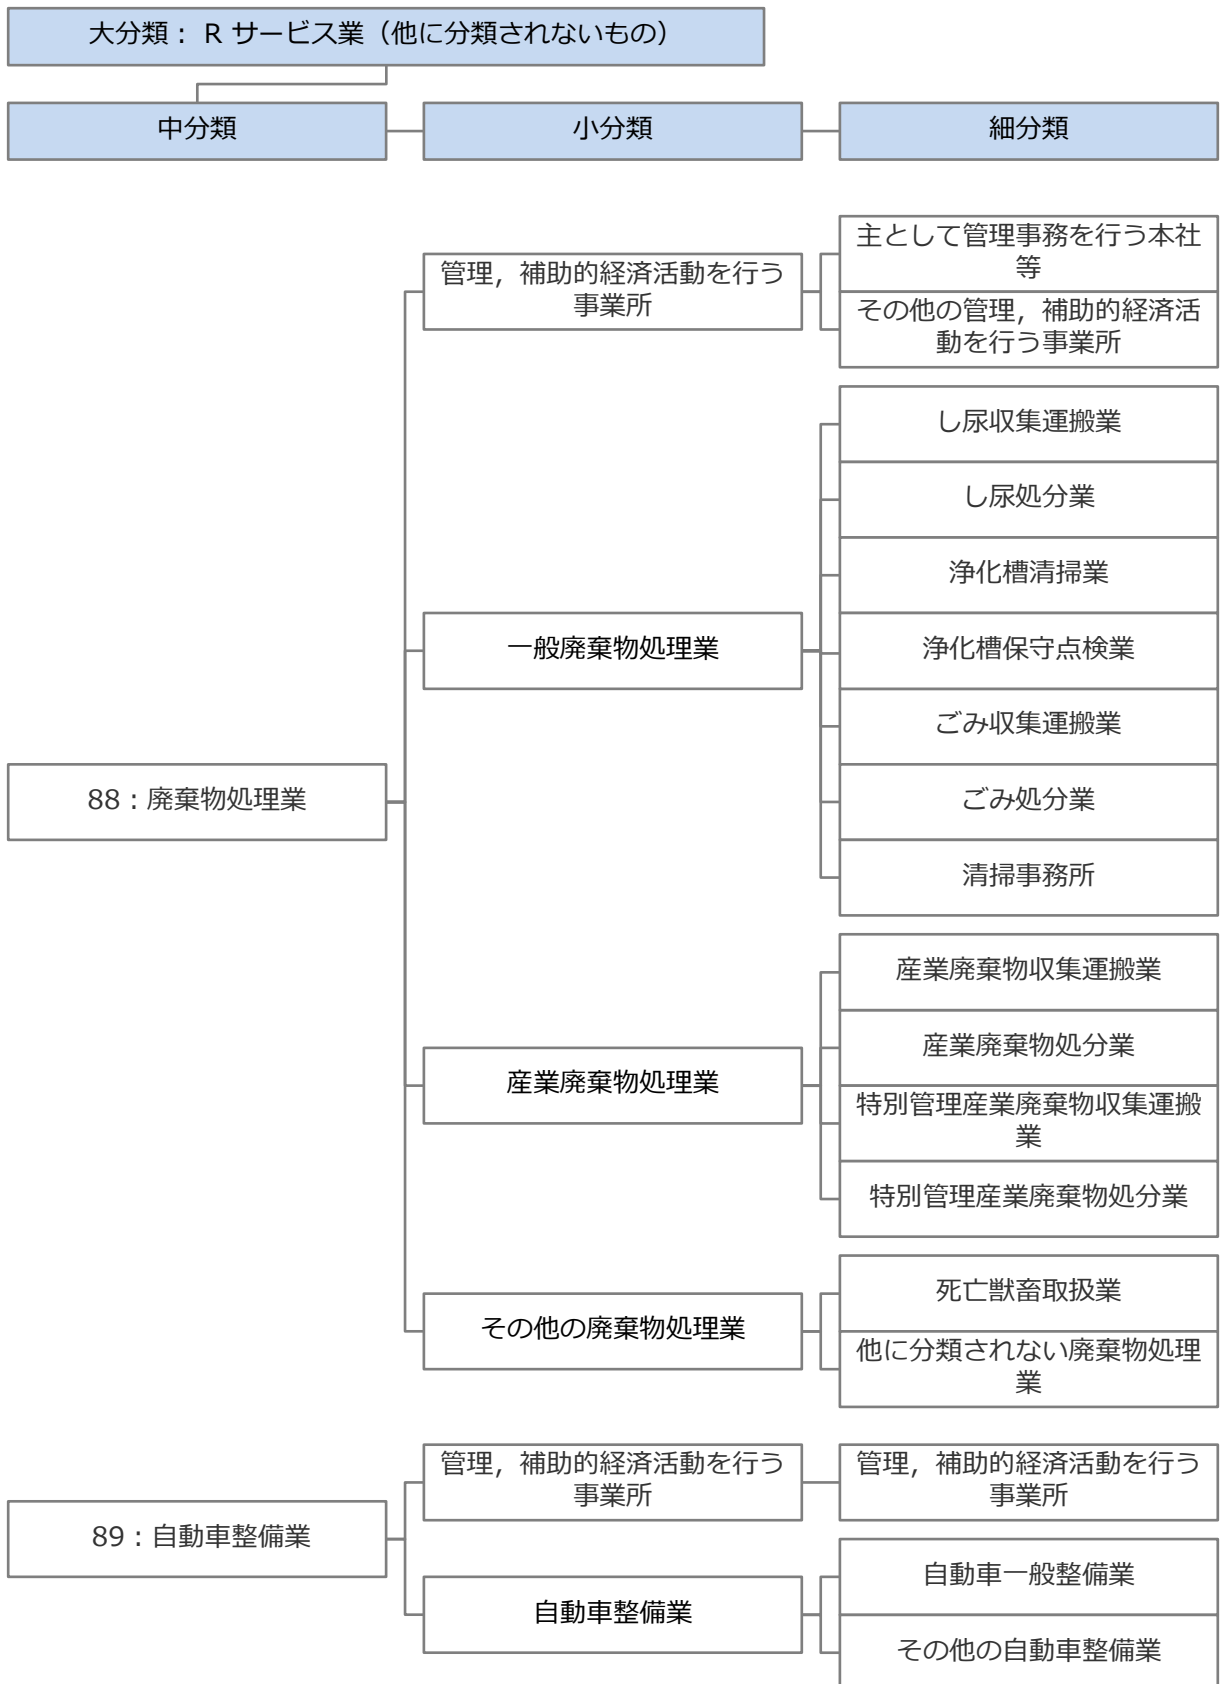 大分類： R サービス業（他に分類されないもの）
中分類
小分類
細分類
88：廃棄物処理業
管理，補助的経済活動を行う
事業所
主として管理事務を行う本社
等
その他の管理，補助的経済活
動を行う事業所
一般廃棄物処理業
し尿収集運搬業
し尿処分業
浄化槽清掃業
浄化槽保守点検業
ごみ収集運搬業
ごみ処分業
清掃事務所
産業廃棄物処理業
産業廃棄物収集運搬業
産業廃棄物処分業
特別管理産業廃棄物収集運搬
業
特別管理産業廃棄物処分業
その他の廃棄物処理業
死亡獣畜取扱業
他に分類されない廃棄物処理
業
89：自動車整備業
管理，補助的経済活動を行う
事業所
管理，補助的経済活動を行う
事業所
自動車整備業
自動車一般整備業
その他の自動車整備業